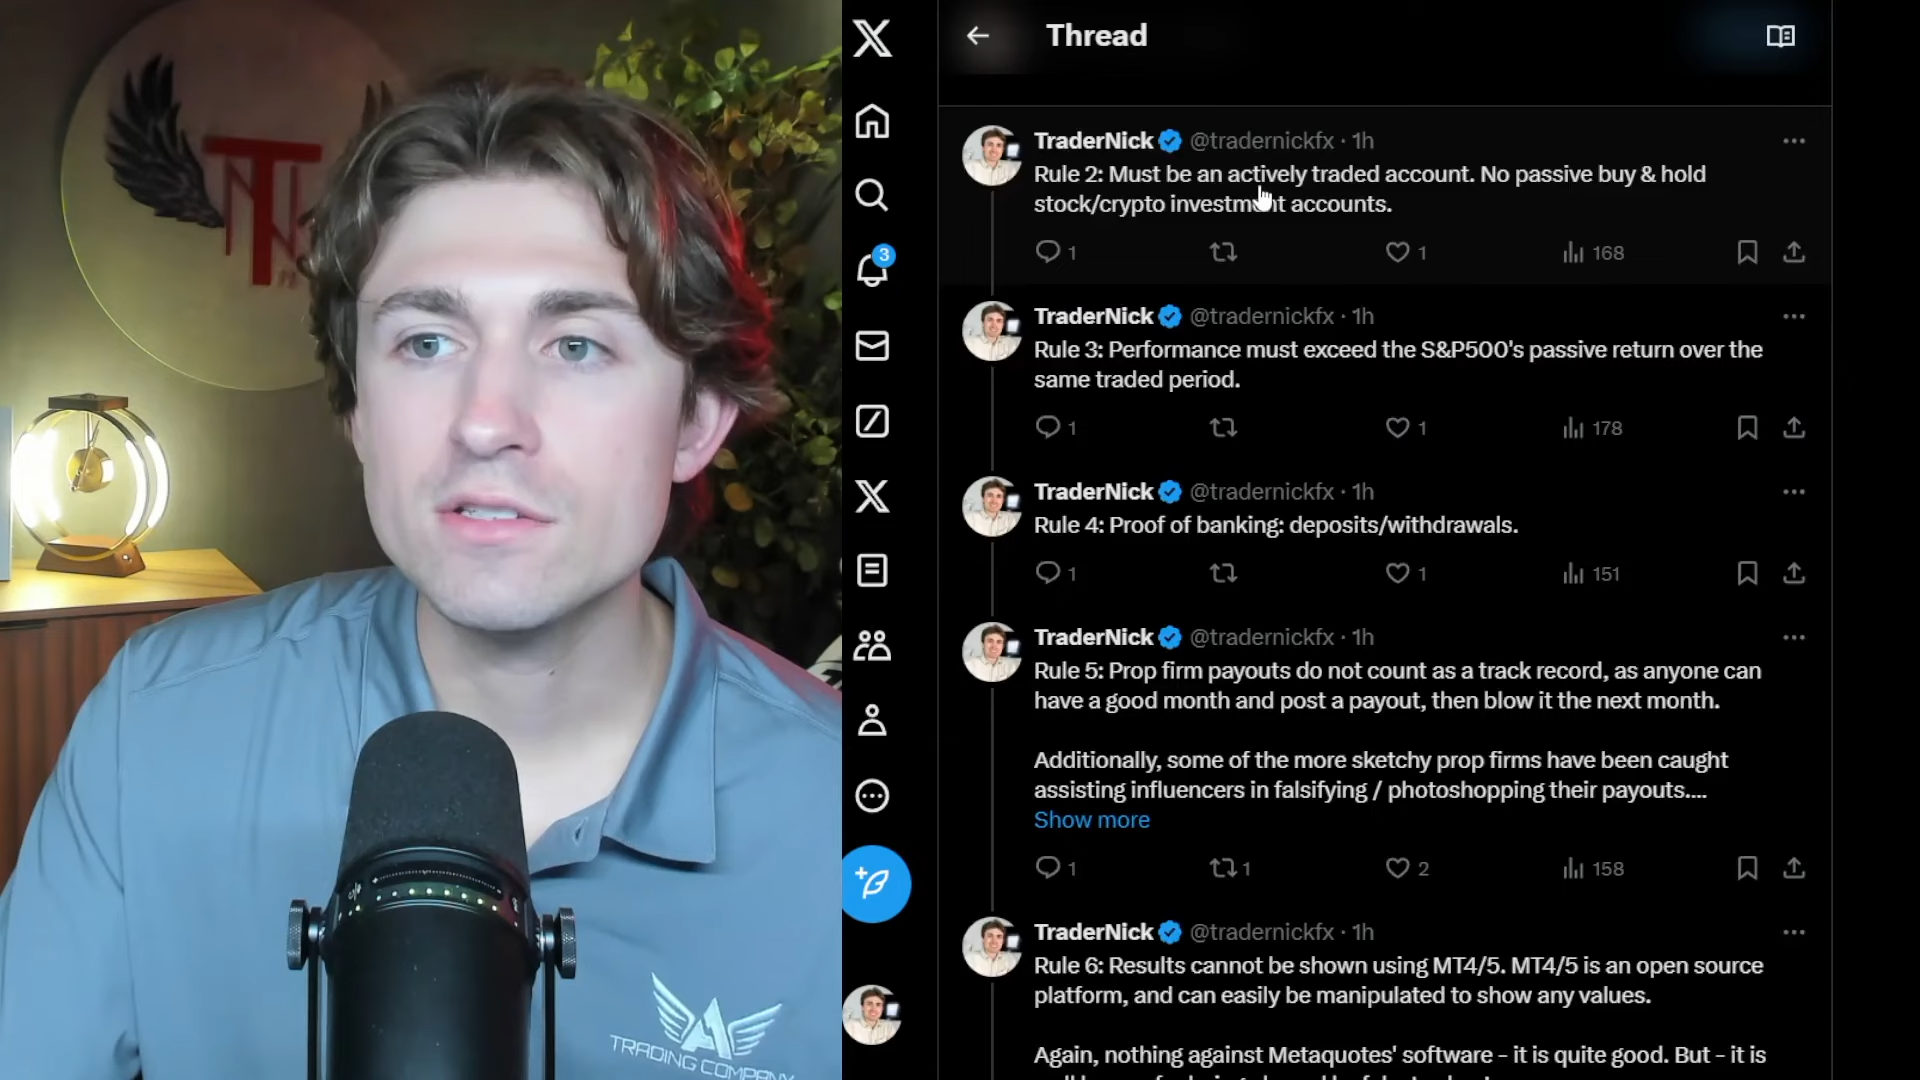 Thread
TraderNick @tradernickfx · 1h
Rule 2: Must be an actively traded account. No passive buy & hold
stock/crypto investment accounts.
1 1 168
TraderNick @tradernickfx · 1h
Rule 3: Performance must exceed the S&P500's passive return over the
same traded period.
1 1 178
TraderNick @tradernickfx · 1h
Rule 4: Proof of banking: deposits/withdrawals.
1 1 151
TraderNick @tradernickfx · 1h
Rule 5: Prop firm payouts do not count as a track record, as anyone can
have a good month and post a payout, then blow it the next month.
Additionally, some of the more sketchy prop firms have been caught
assisting influencers in falsifying / photoshopping their payouts....
Show more
1 1 2 158
TraderNick @tradernickfx · 1h
Rule 6: Results cannot be shown using MT4/5. MT4/5 is an open source
platform, and can easily be manipulated to show any values.
Again, nothing against Metaquotes' software - it is quite good. But - it is
3
TRADING COMPANY